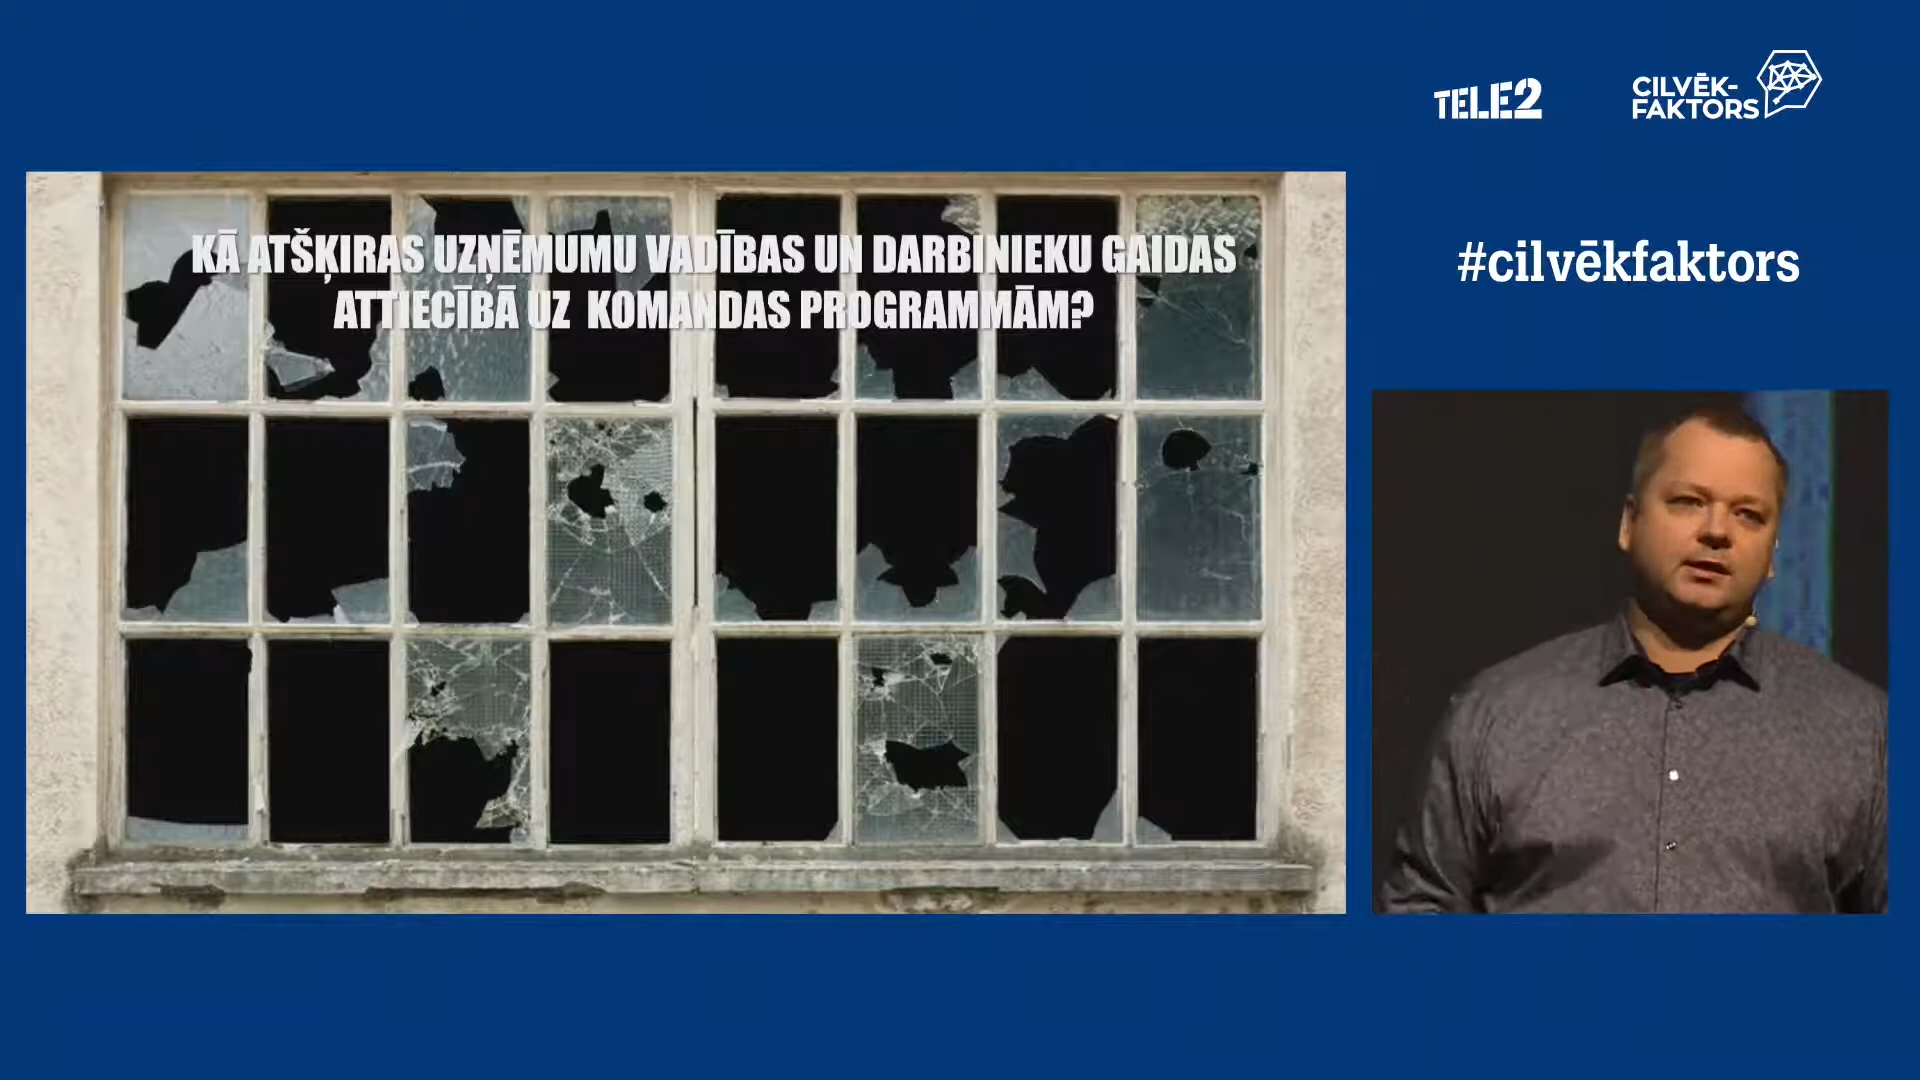 TELE2
CILVĒK-
FAKTORS
KĀ ATŠĶIRAS UZŅĒMUMU VADĪBAS UN DARBINIEKU GAIDAS
ATTIECĪBĀ UZ KOMANDAS PROGRAMMĀM?
#cilvēkfaktors